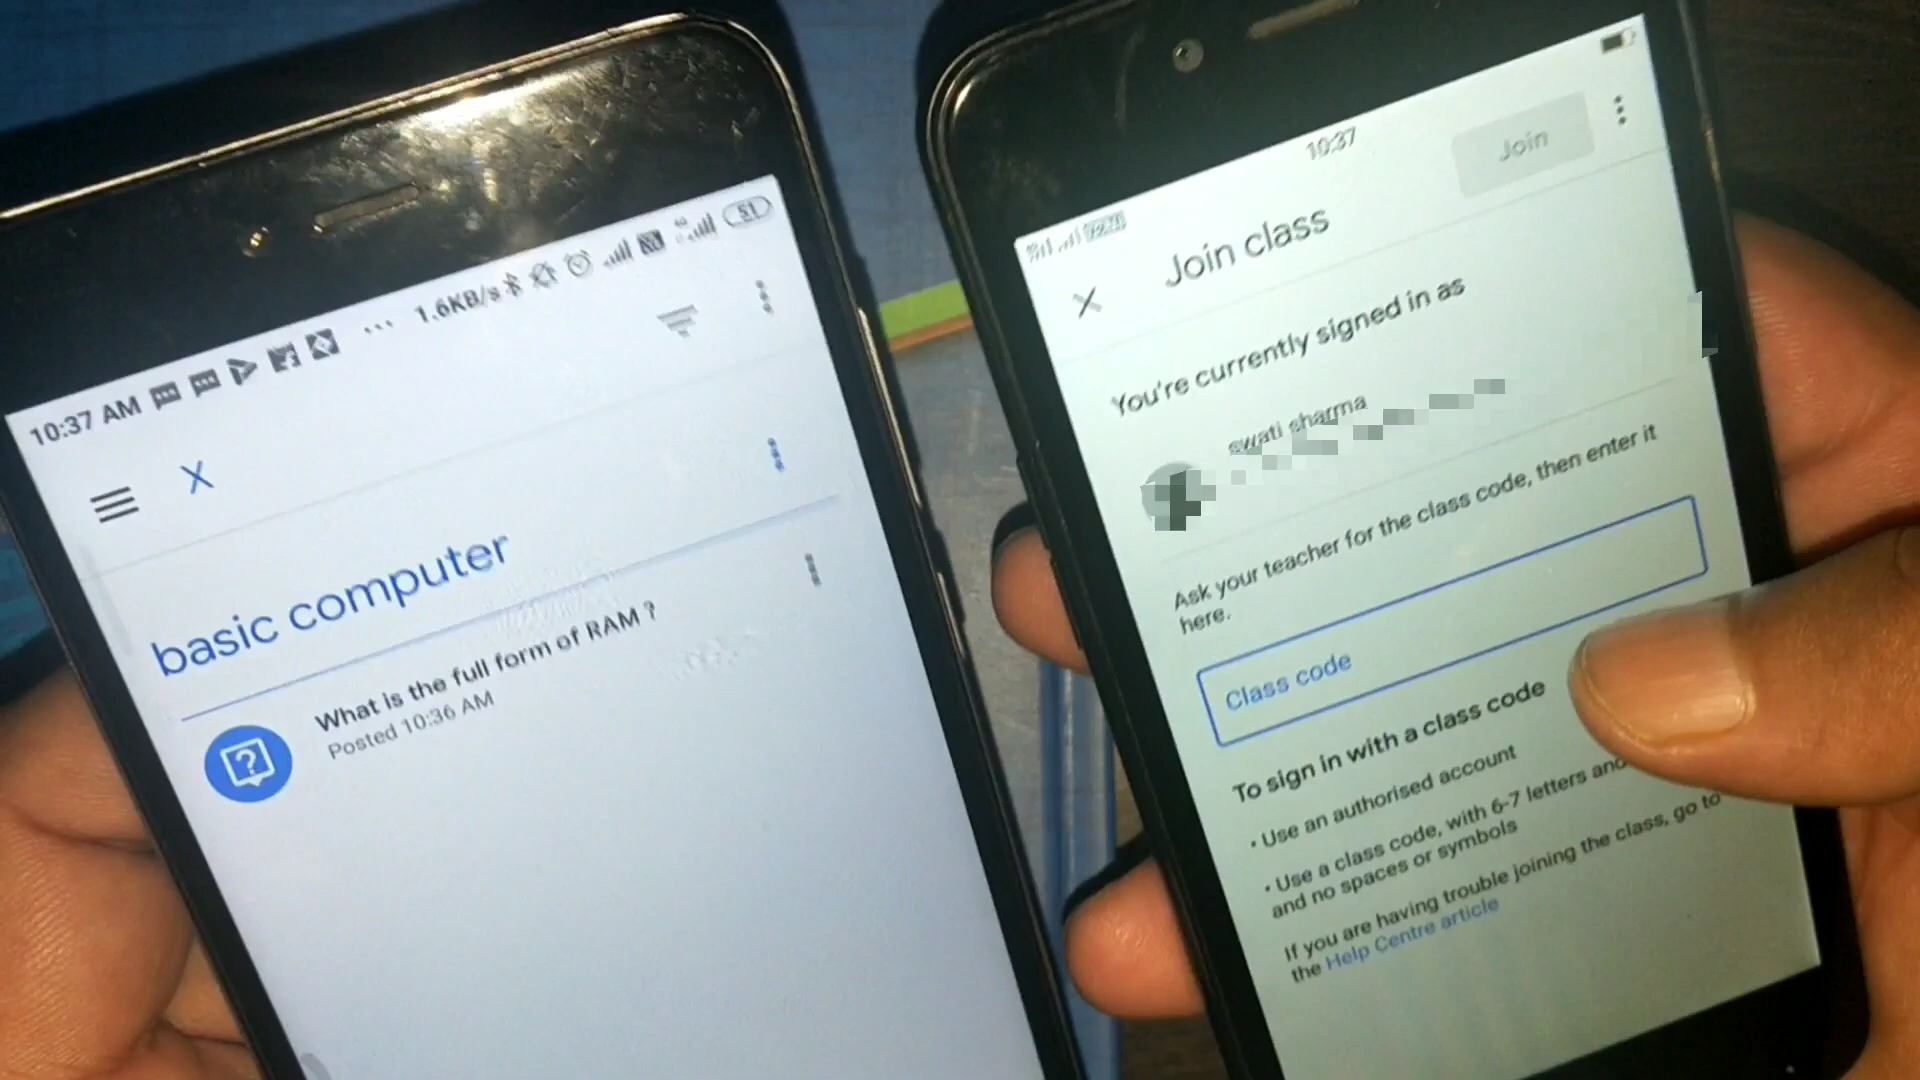 10:37 AM
1.6KB/s
51
X
basic computer
What is the full form of RAM ?
Posted 10:36 AM
10:37
Join class
Join
You're currently signed in as
swati sharma
Ask your teacher for the class code, then enter it
here.
Class code
To sign in with a class code
• Use an authorised account
• Use a class code, with 6-7 letters and
and no spaces or symbols
If you are having trouble joining the class, go to
the Help Centre article